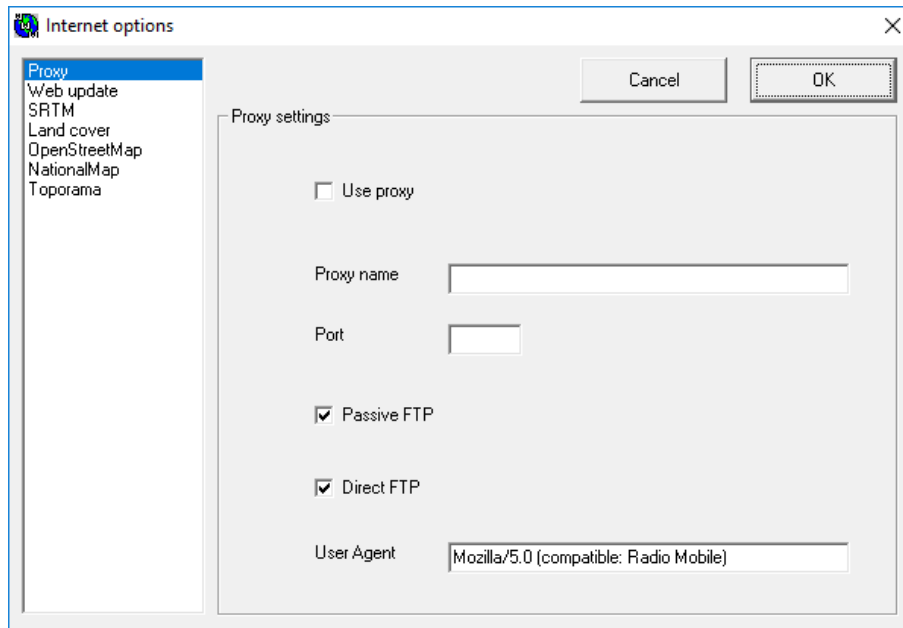 Internet options
Proxy
Web update
SRTM
Land cover
OpenStreetMap
NationalMap
Toporama
Cancel
OK
Proxy settings
Use proxy
Proxy name
Port
Passive FTP
Direct FTP
User Agent
Mozilla/5.0 (compatible: Radio Mobile)